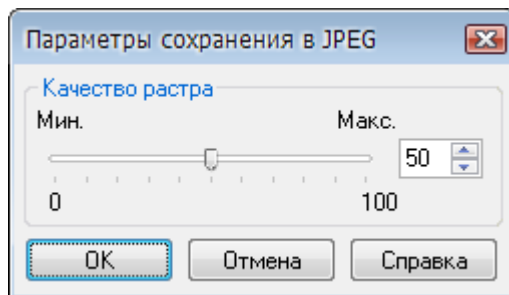 Параметры сохранения в JPEG
Качество растра
Мин. Макс.
50
0 100
OK Отмена Справка